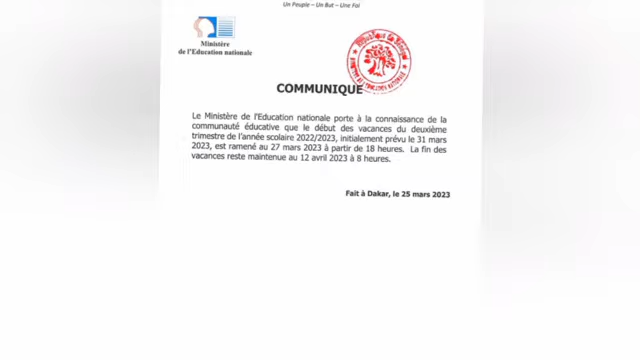 Un Peuple – Un But – Une Foi
Ministère
de l'Education nationale
République du Sénégal
COMMUNIQUE
Le Ministère de l'Education nationale porte à la connaissance de la
communauté éducative que le début des vacances du deuxième
trimestre de l'année scolaire 2022/2023, initialement prévu le 31 mars
2023, est ramené au 27 mars 2023 à partir de 18 heures. La fin des
vacances reste maintenue au 12 avril 2023 à 8 heures.
Fait à Dakar, le 25 mars 2023